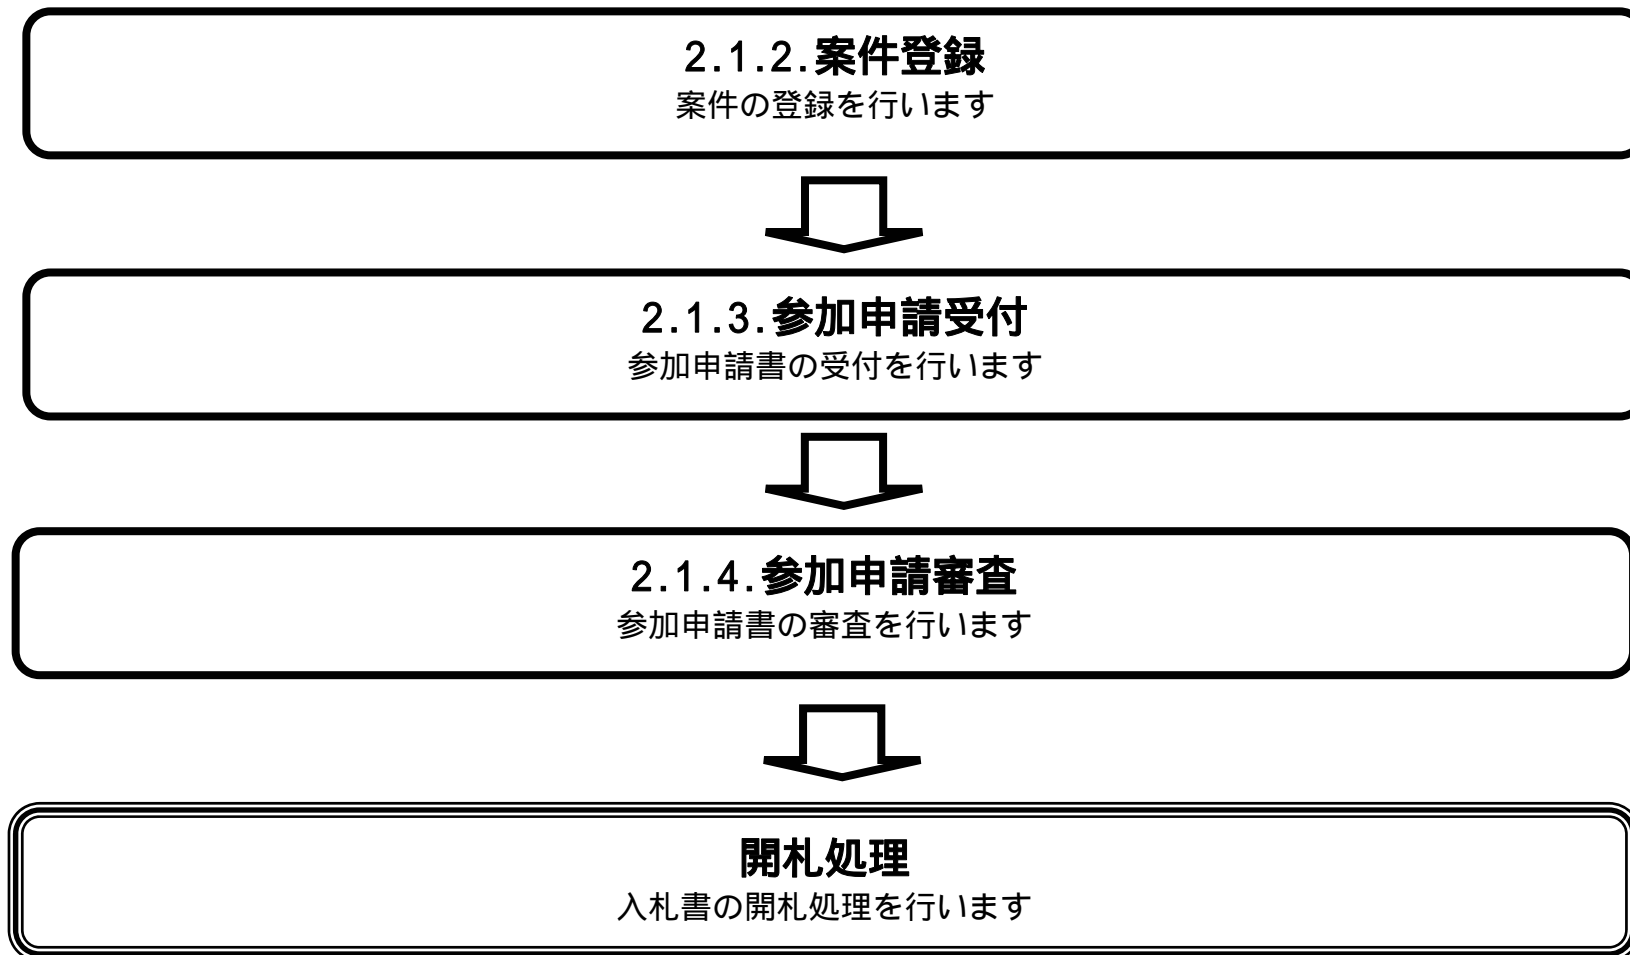 2.1.2.案件登録
案件の登録を行います
2.1.3.参加申請受付
参加申請書の受付を行います
2.1.4.参加申請審査
参加申請書の審査を行います
開札処理
入札書の開札処理を行います